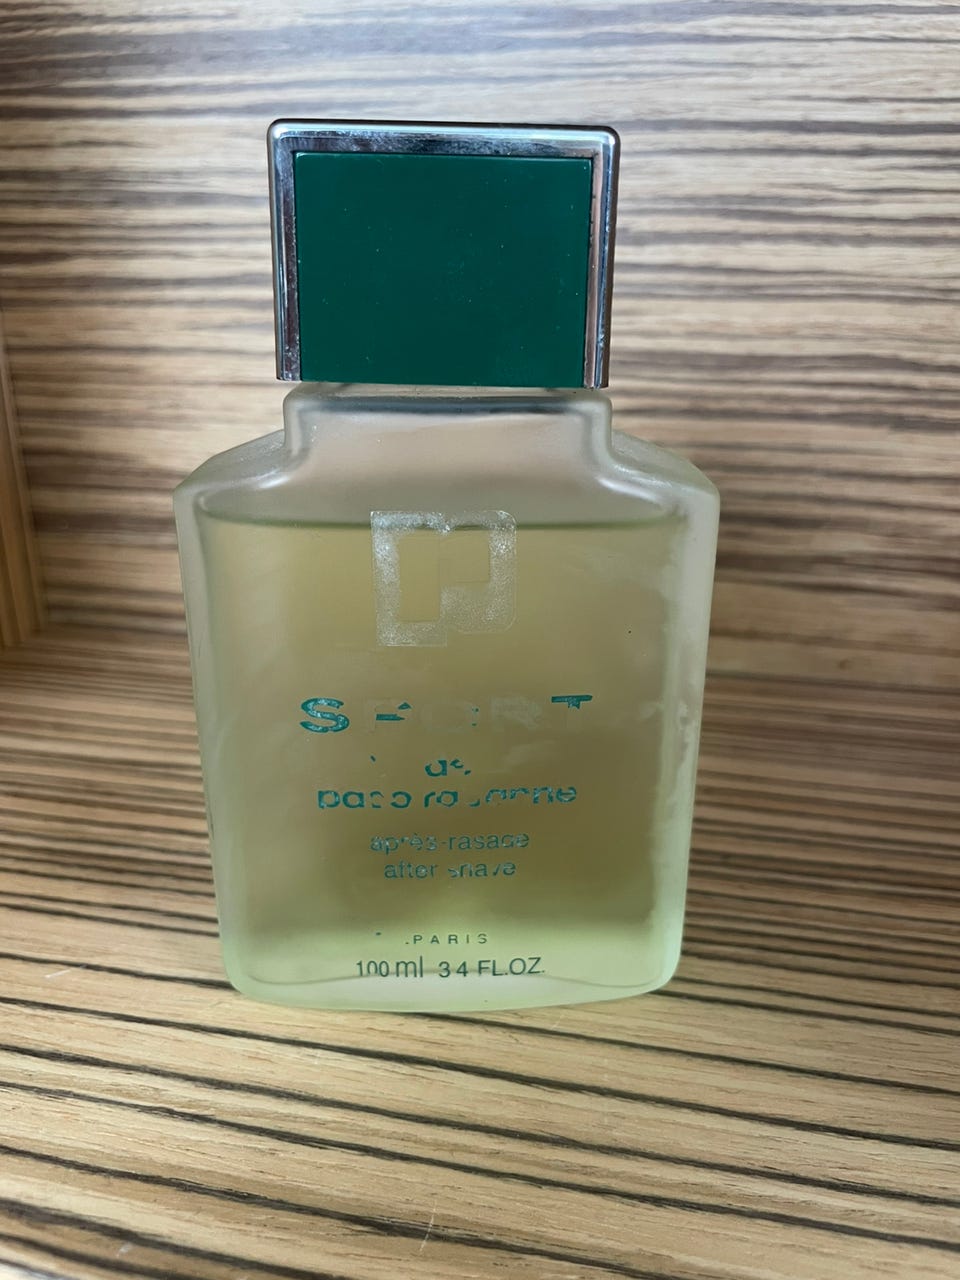 SPORT
de
paco rabanne
après-rasage
after shave
PARIS
100 ml 3.4 FL.OZ.